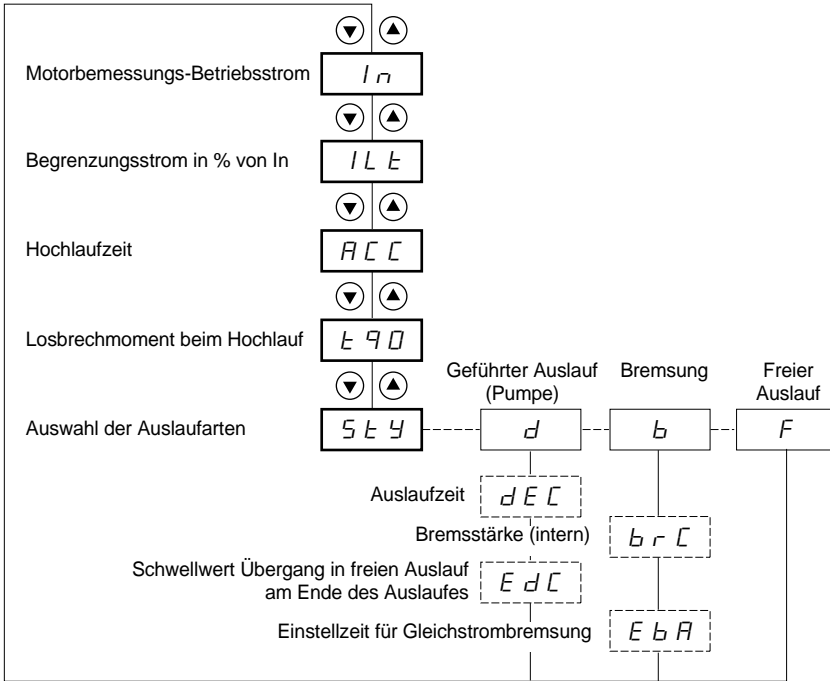 Motorbemessungs-Betriebsstrom
In
Begrenzungsstrom in % von In
ILt
Hochlaufzeit
ACC
Losbrechmoment beim Hochlauf
tq0
Geführter Auslauf
(Pumpe)
Bremsung
Freier
Auslauf
Auswahl der Auslaufarten
StY
d
b
F
Auslaufzeit
dEC
Bremsstärke (intern)
brC
Schwellwert Übergang in freien Auslauf
am Ende des Auslaufes
EdC
Einstellzeit für Gleichstrombremsung
EbA